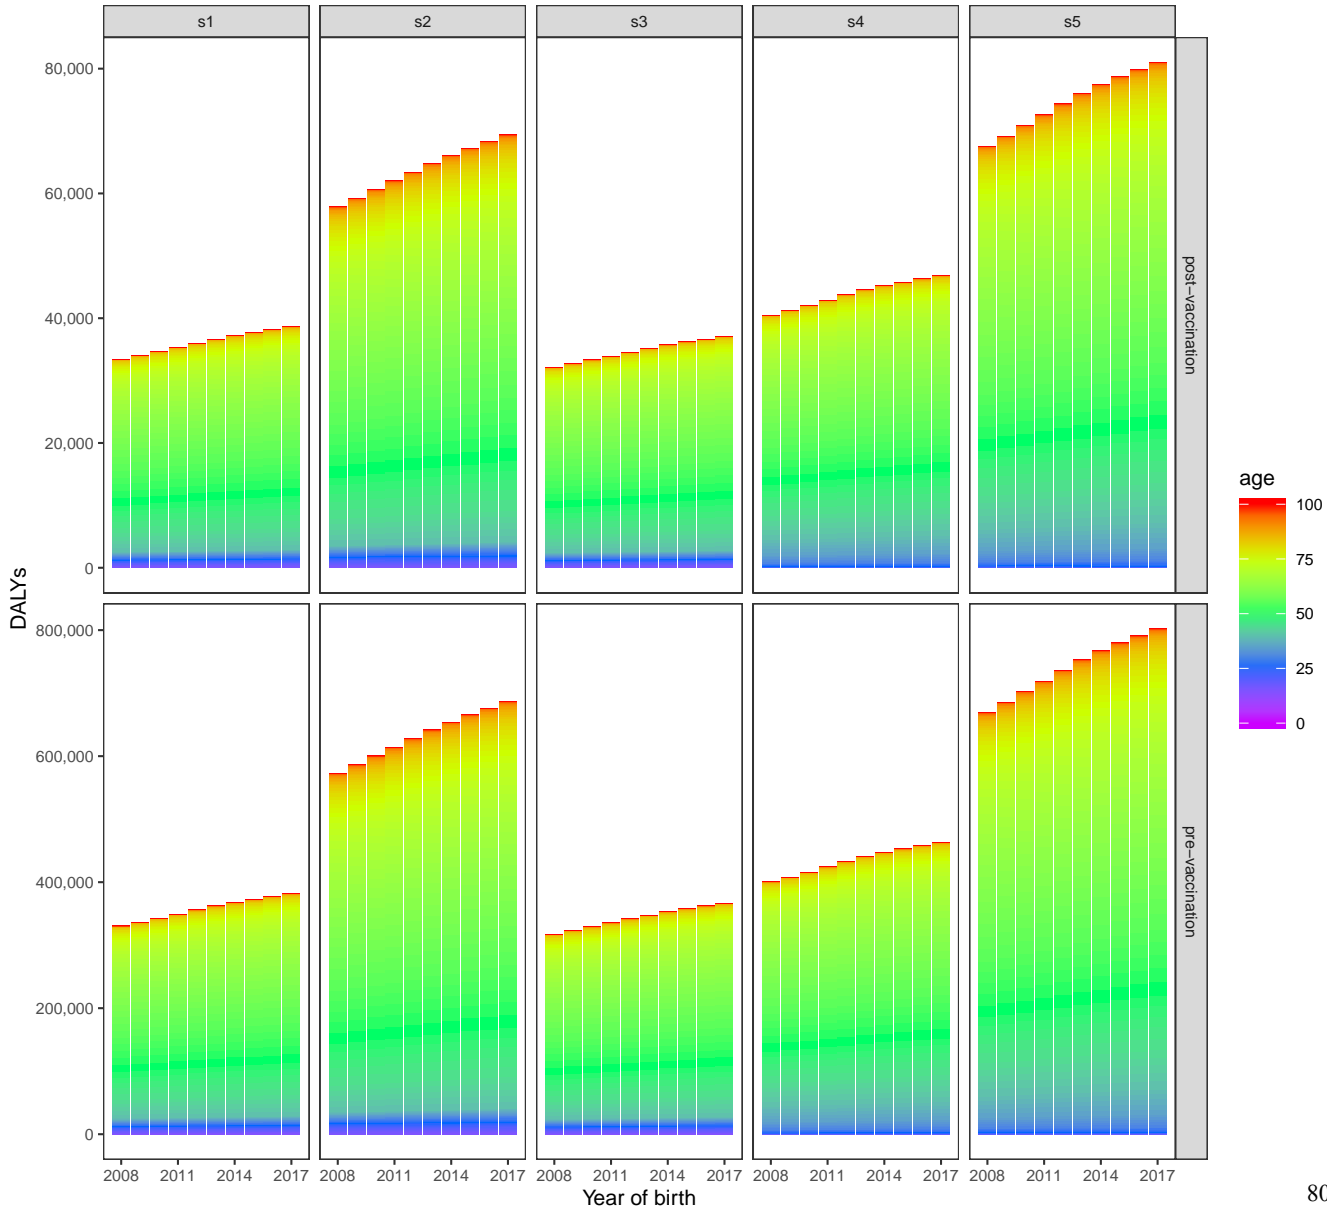 s1 s2 s3 s4 s5
80,000
60,000
40,000
20,000
0
post−vaccination
800,000
600,000
400,000
200,000
0
pre−vaccination
DALYs
2008 2011 2014 2017 2008 2011 2014 2017 2008 2011 2014 2017 2008 2011 2014 2017 2008 2011 2014 2017
Year of birth
age
100
75
50
25
0
80